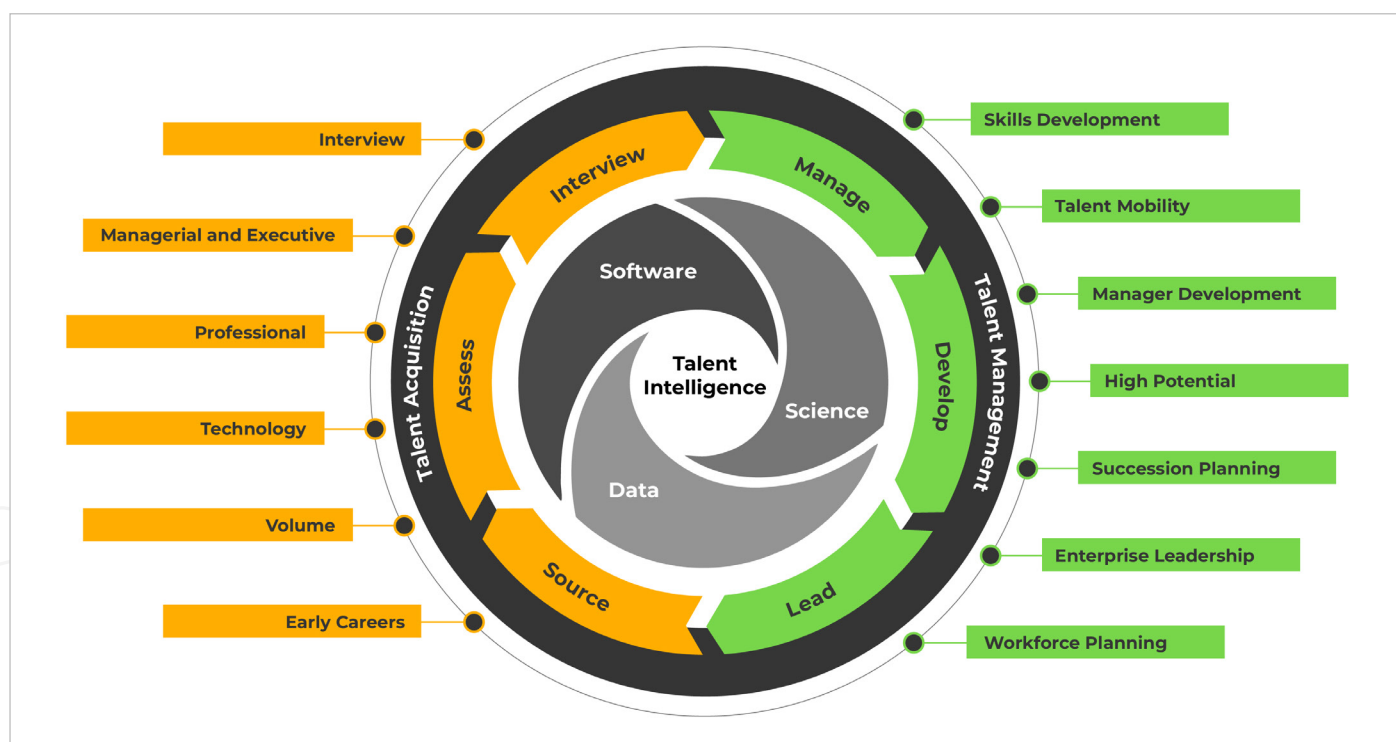 Interview
Managerial and Executive
Professional
Technology
Volume
Early Careers
Talent Acquisition
Interview
Assess
Source
Software
Science
Data
Talent
Intelligence
Manage
Develop
Lead
Talent Management
Skills Development
Talent Mobility
Manager Development
High Potential
Succession Planning
Enterprise Leadership
Workforce Planning